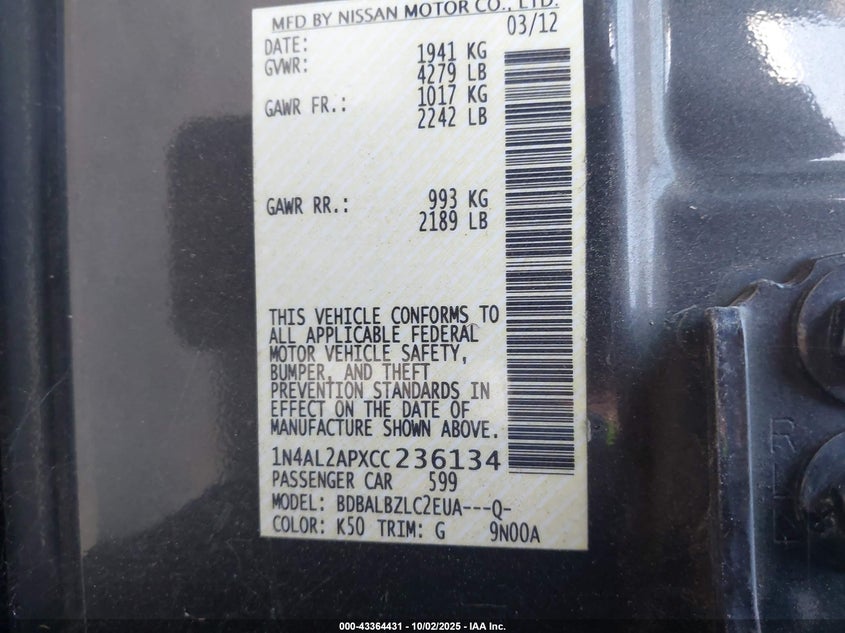 MFD BY NISSAN MOTOR CO., LTD.
DATE: 03/12
GVWR: 1941 KG
4279 LB
GAWR FR.: 1017 KG
2242 LB
GAWR RR.: 993 KG
2189 LB
THIS VEHICLE CONFORMS TO
ALL APPLICABLE FEDERAL
MOTOR VEHICLE SAFETY,
BUMPER, AND THEFT
PREVENTION STANDARDS IN
EFFECT ON THE DATE OF
MANUFACTURE SHOWN ABOVE.
1N4AL2APXCC236134
PASSENGER CAR 599
MODEL: BDBALBZLC2EUA---Q-
COLOR: K50 TRIM: G 9N00A
000-43364431 - 10/02/2025 - IAA Inc.